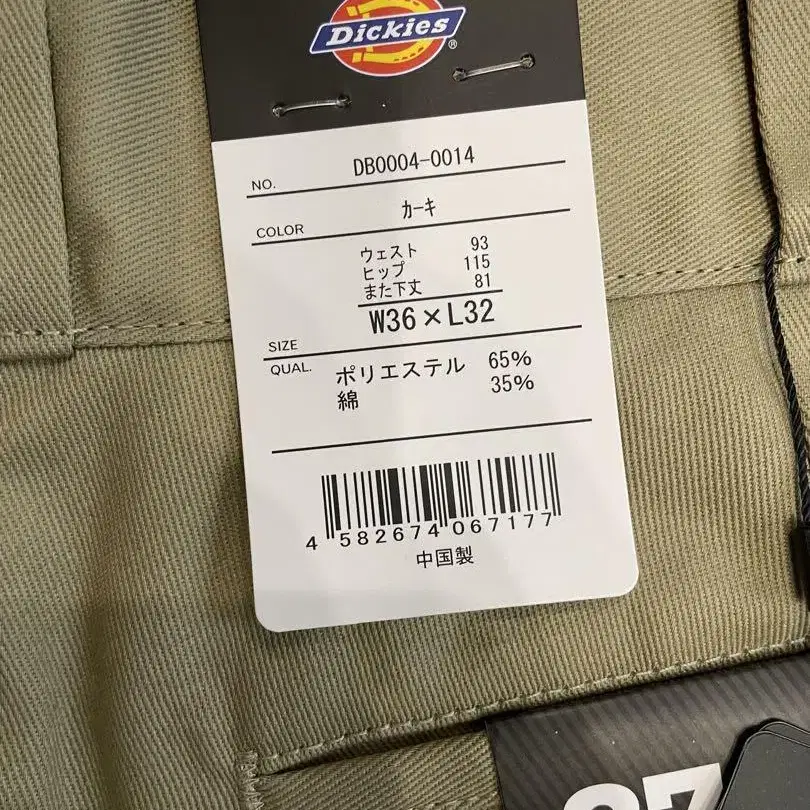 Dickies®
NO. DB0004-0014
COLOR カーキ
ウェスト 93
ヒップ 115
また下丈 81
SIZE W36×L32
QUAL. ポリエステル 65%
綿 35%
4 582674 067177
中国製